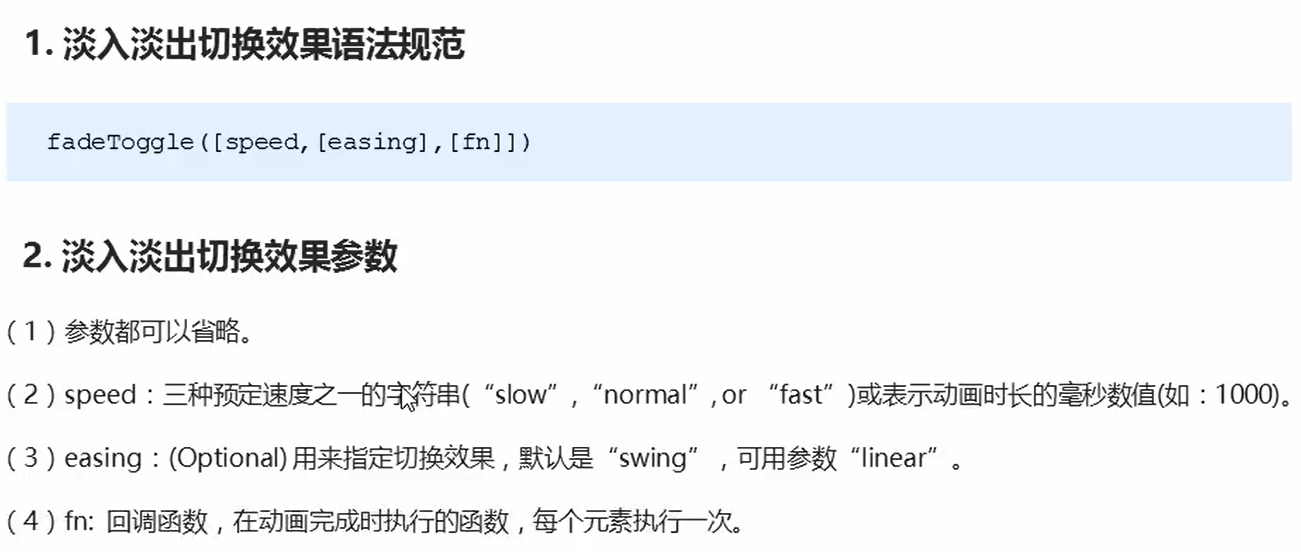 1. 淡入淡出切换效果语法规范
fadeToggle([speed,[easing],[fn]])
2. 淡入淡出切换效果参数
（1）参数都可以省略。
（2）speed：三种预定速度之一的字符串(“slow”,“normal”, or “fast”)或表示动画时长的毫秒数值(如：1000)。
（3）easing：(Optional) 用来指定切换效果，默认是“swing”，可用参数“linear”。
（4）fn: 回调函数，在动画完成时执行的函数，每个元素执行一次。